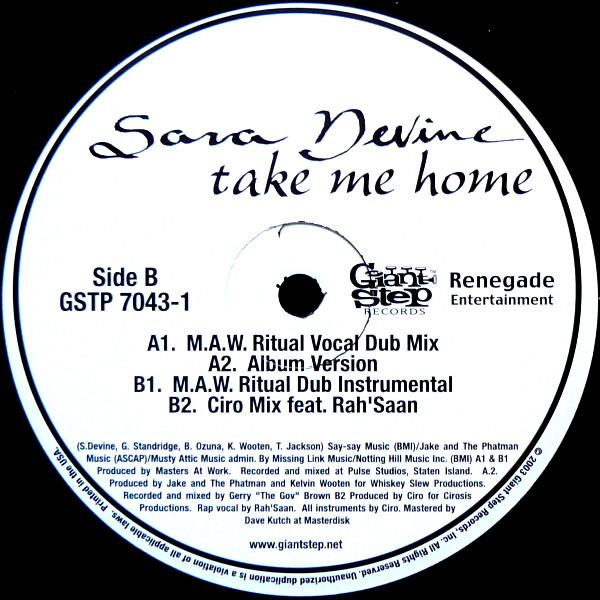 Sara Devine
take me home
Side B
GSTP 7043-1
Giant
Step
RECORDS
Renegade
Entertainment
A1. M.A.W. Ritual Vocal Dub Mix
A2. Album Version
B1. M.A.W. Ritual Dub Instrumental
B2. Ciro Mix feat. Rah'Saan
(S.Devine, G. Standridge, B. Ozuna, K. Wooten, T. Jackson) Say-say Music (BMI)/Jake and The Phatman
Music (ASCAP)/Musty Attic Music admin. By Missing Link Music/Notting Hill Music Inc. (BMI) A1 & B1
Produced by Masters At Work. Recorded and mixed at Pulse Studios, Staten Island. A.2.
Produced by Jake and The Phatman and Kelvin Wooten for Whiskey Slew Productions.
Recorded and mixed by Gerry "The Gov" Brown B2 Produced by Ciro for Cirosis
Productions. Rap vocal by Rah'Saan. All instruments by Ciro. Mastered by
Dave Kutch at Masterdisk
www.giantstep.net
© 2003 Giant Step Records, Inc. All Rights Reserved. Unauthorized duplication is a violation of all applicable laws. Printed in the USA